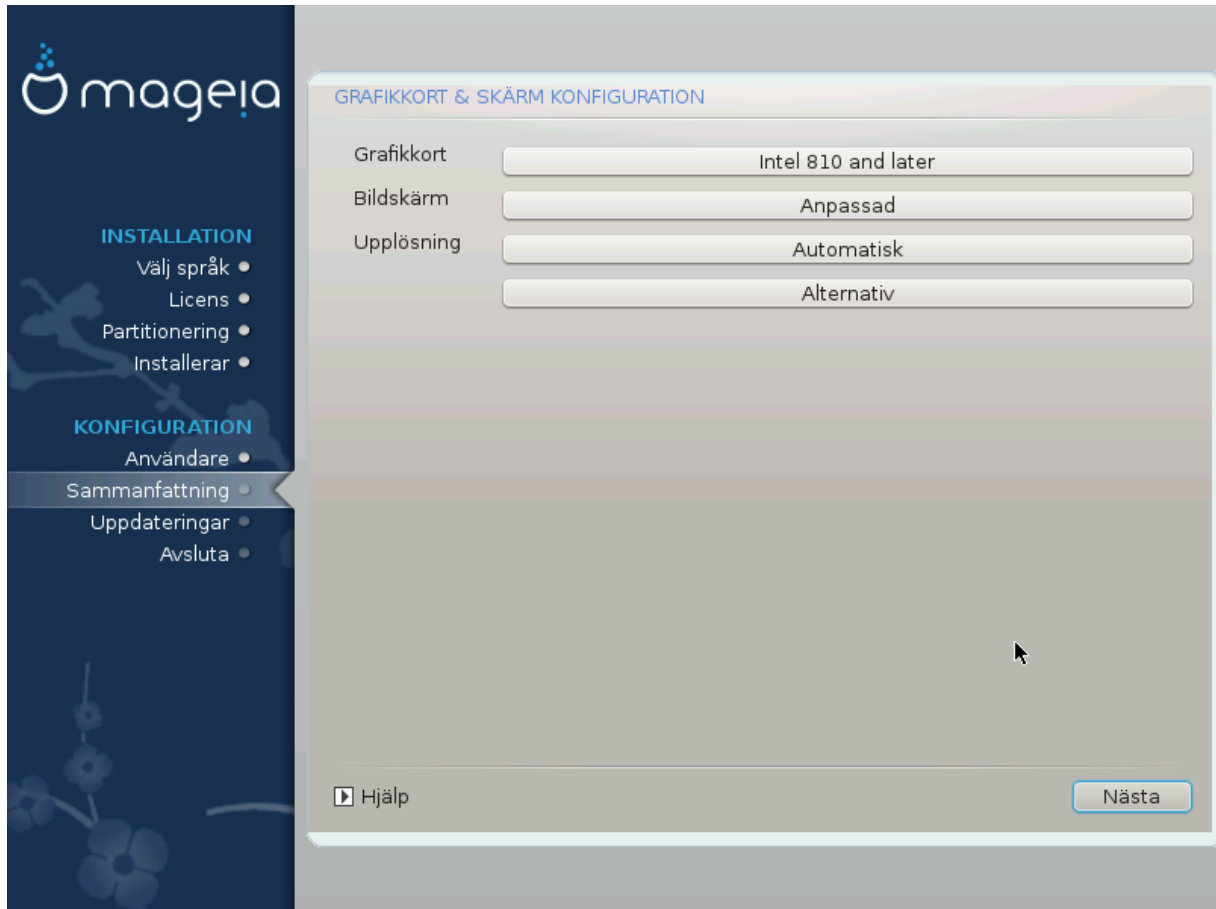 mageia
INSTALLATION
Välj språk
Licens
Partitionering
Installerar
KONFIGURATION
Användare
Sammanfattning
Uppdateringar
Avsluta
GRAFIKKORT & SKÄRM KONFIGURATION
Grafikkort Intel 810 and later
Bildskärm Anpassad
Upplösning Automatisk
Alternativ
Hjälp Nästa